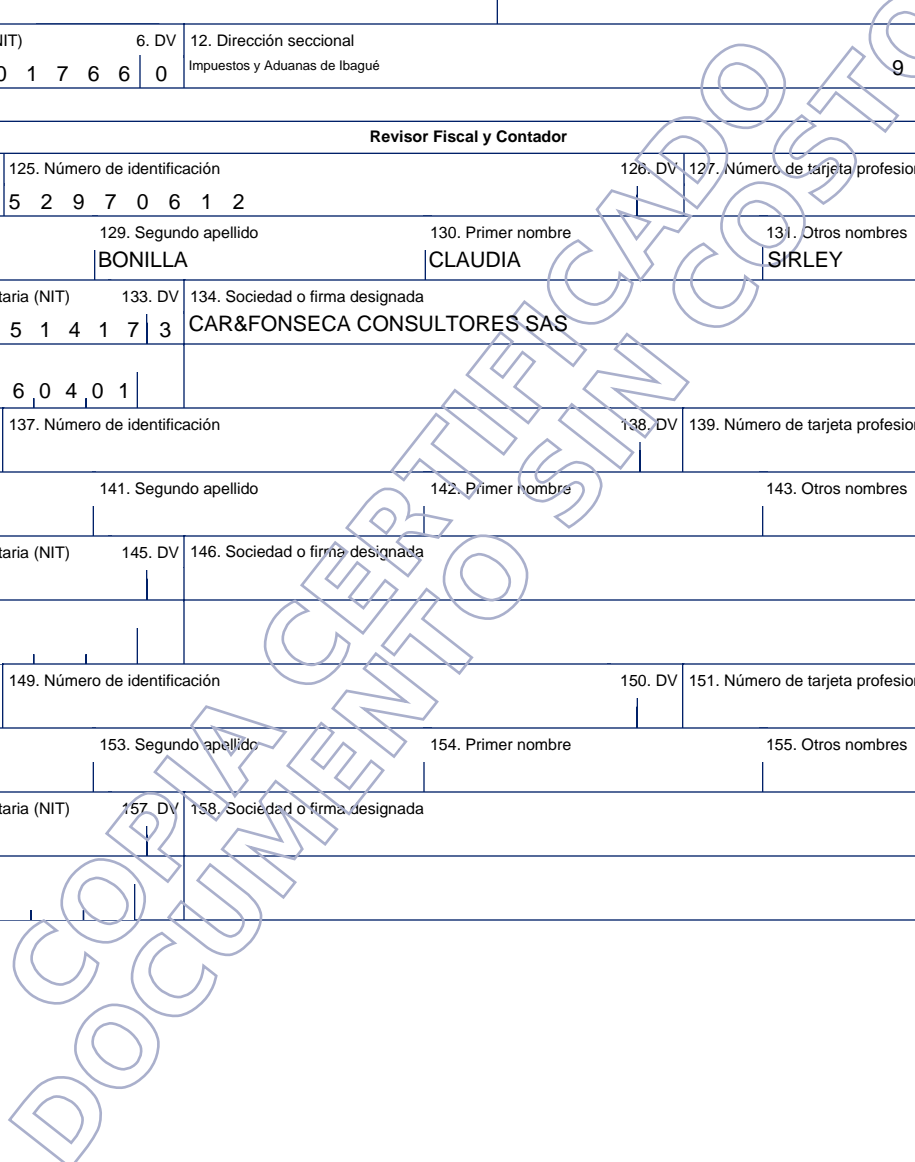 NIT) 6. DV 12. Dirección seccional
0 1 7 6 6 0 Impuestos y Aduanas de Ibagué 9
Revisor Fiscal y Contador
125. Número de identificación 126. DV 127. Número de tarjeta profesion
5 2 9 7 0 6 1 2
129. Segundo apellido 130. Primer nombre 131. Otros nombres
BONILLA CLAUDIA SIRLEY
taria (NIT) 133. DV 134. Sociedad o firma designada
5 1 4 1 7 3 CAR&FONSECA CONSULTORES SAS
6 0 4 0 1
137. Número de identificación 138. DV 139. Número de tarjeta profesion
141. Segundo apellido 142. Primer nombre 143. Otros nombres
taria (NIT) 145. DV 146. Sociedad o firma designada
149. Número de identificación 150. DV 151. Número de tarjeta profesion
153. Segundo apellido 154. Primer nombre 155. Otros nombres
taria (NIT) 157. DV 158. Sociedad o firma designada
COPIA CERTIFICADO
DOCUMENTO SIN COSTO